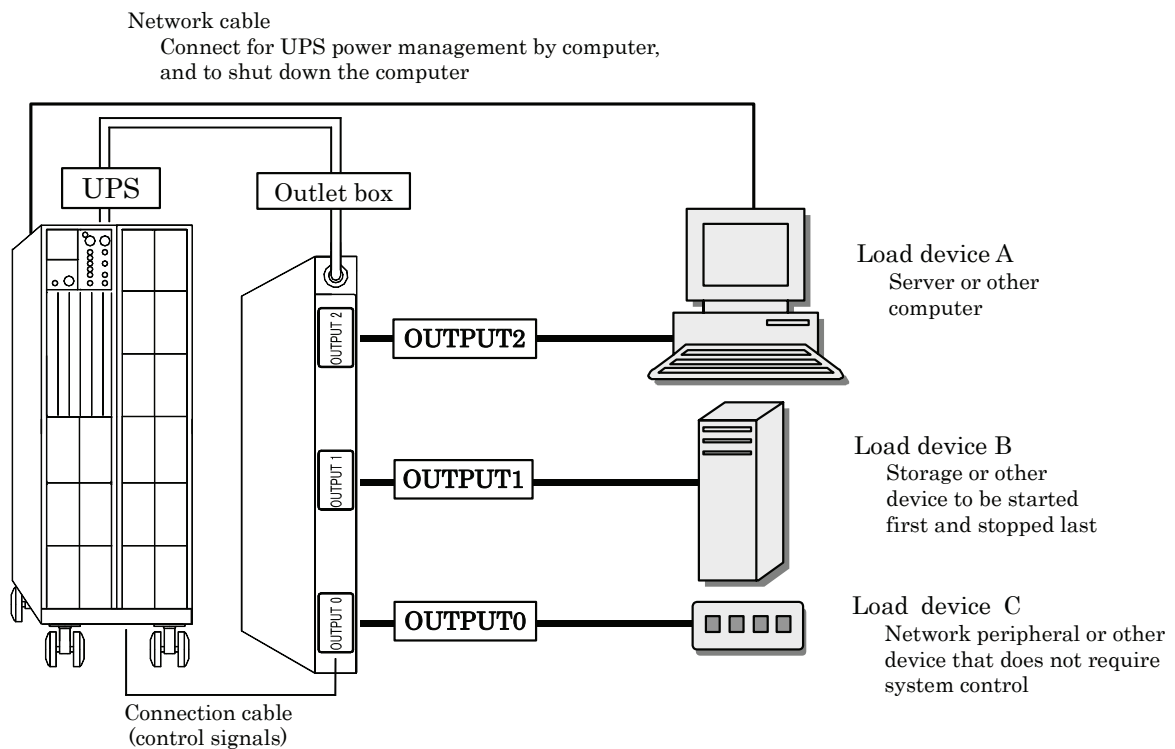 Network cable
Connect for UPS power management by computer,
and to shut down the computer
UPS
Outlet box
Load device A
Server or other
computer
OUTPUT 2
OUTPUT2
Load device B
Storage or other
device to be started
first and stopped last
OUTPUT 1
OUTPUT1
Load device C
Network peripheral or other
device that does not require
system control
OUTPUT 0
OUTPUT0
Connection cable
(control signals)